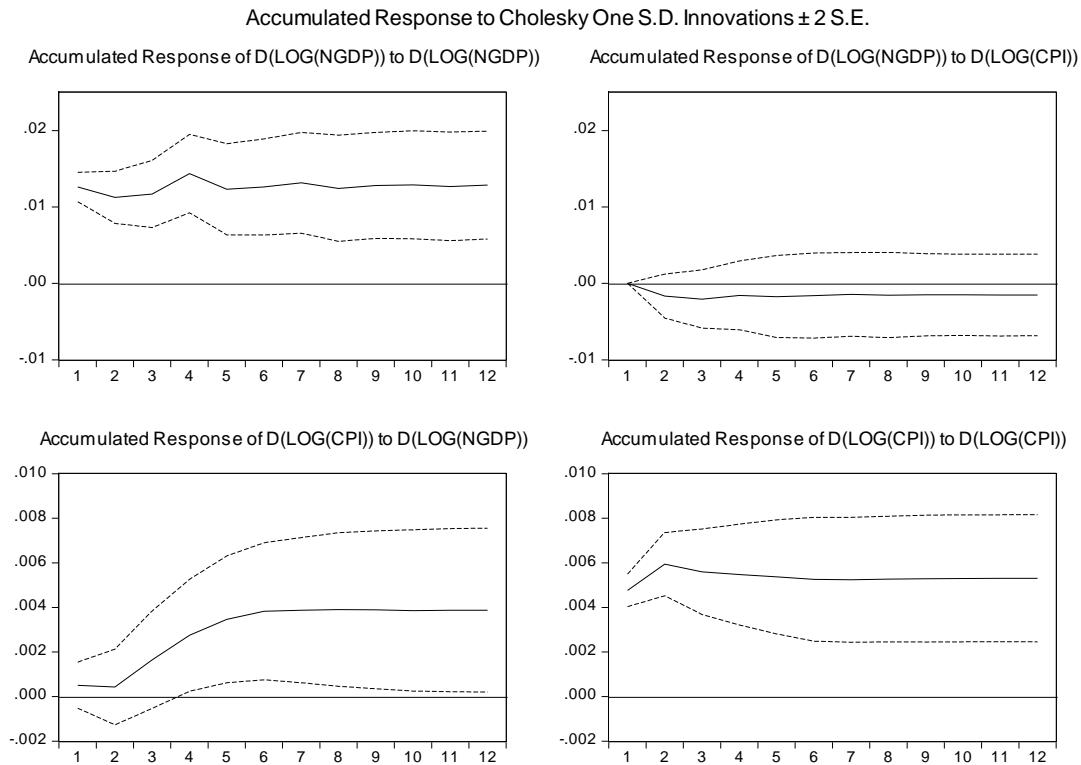 Accumulated Response to Cholesky One S.D. Innovations ± 2 S.E.
Accumulated Response of D(LOG(NGDP)) to D(LOG(NGDP))
.02
.01
.00
-.01
1 2 3 4 5 6 7 8 9 10 11 12
Accumulated Response of D(LOG(NGDP)) to D(LOG(CPI))
.02
.01
.00
-.01
1 2 3 4 5 6 7 8 9 10 11 12
Accumulated Response of D(LOG(CPI)) to D(LOG(NGDP))
.010
.008
.006
.004
.002
.000
-.002
1 2 3 4 5 6 7 8 9 10 11 12
Accumulated Response of D(LOG(CPI)) to D(LOG(CPI))
.010
.008
.006
.004
.002
.000
-.002
1 2 3 4 5 6 7 8 9 10 11 12